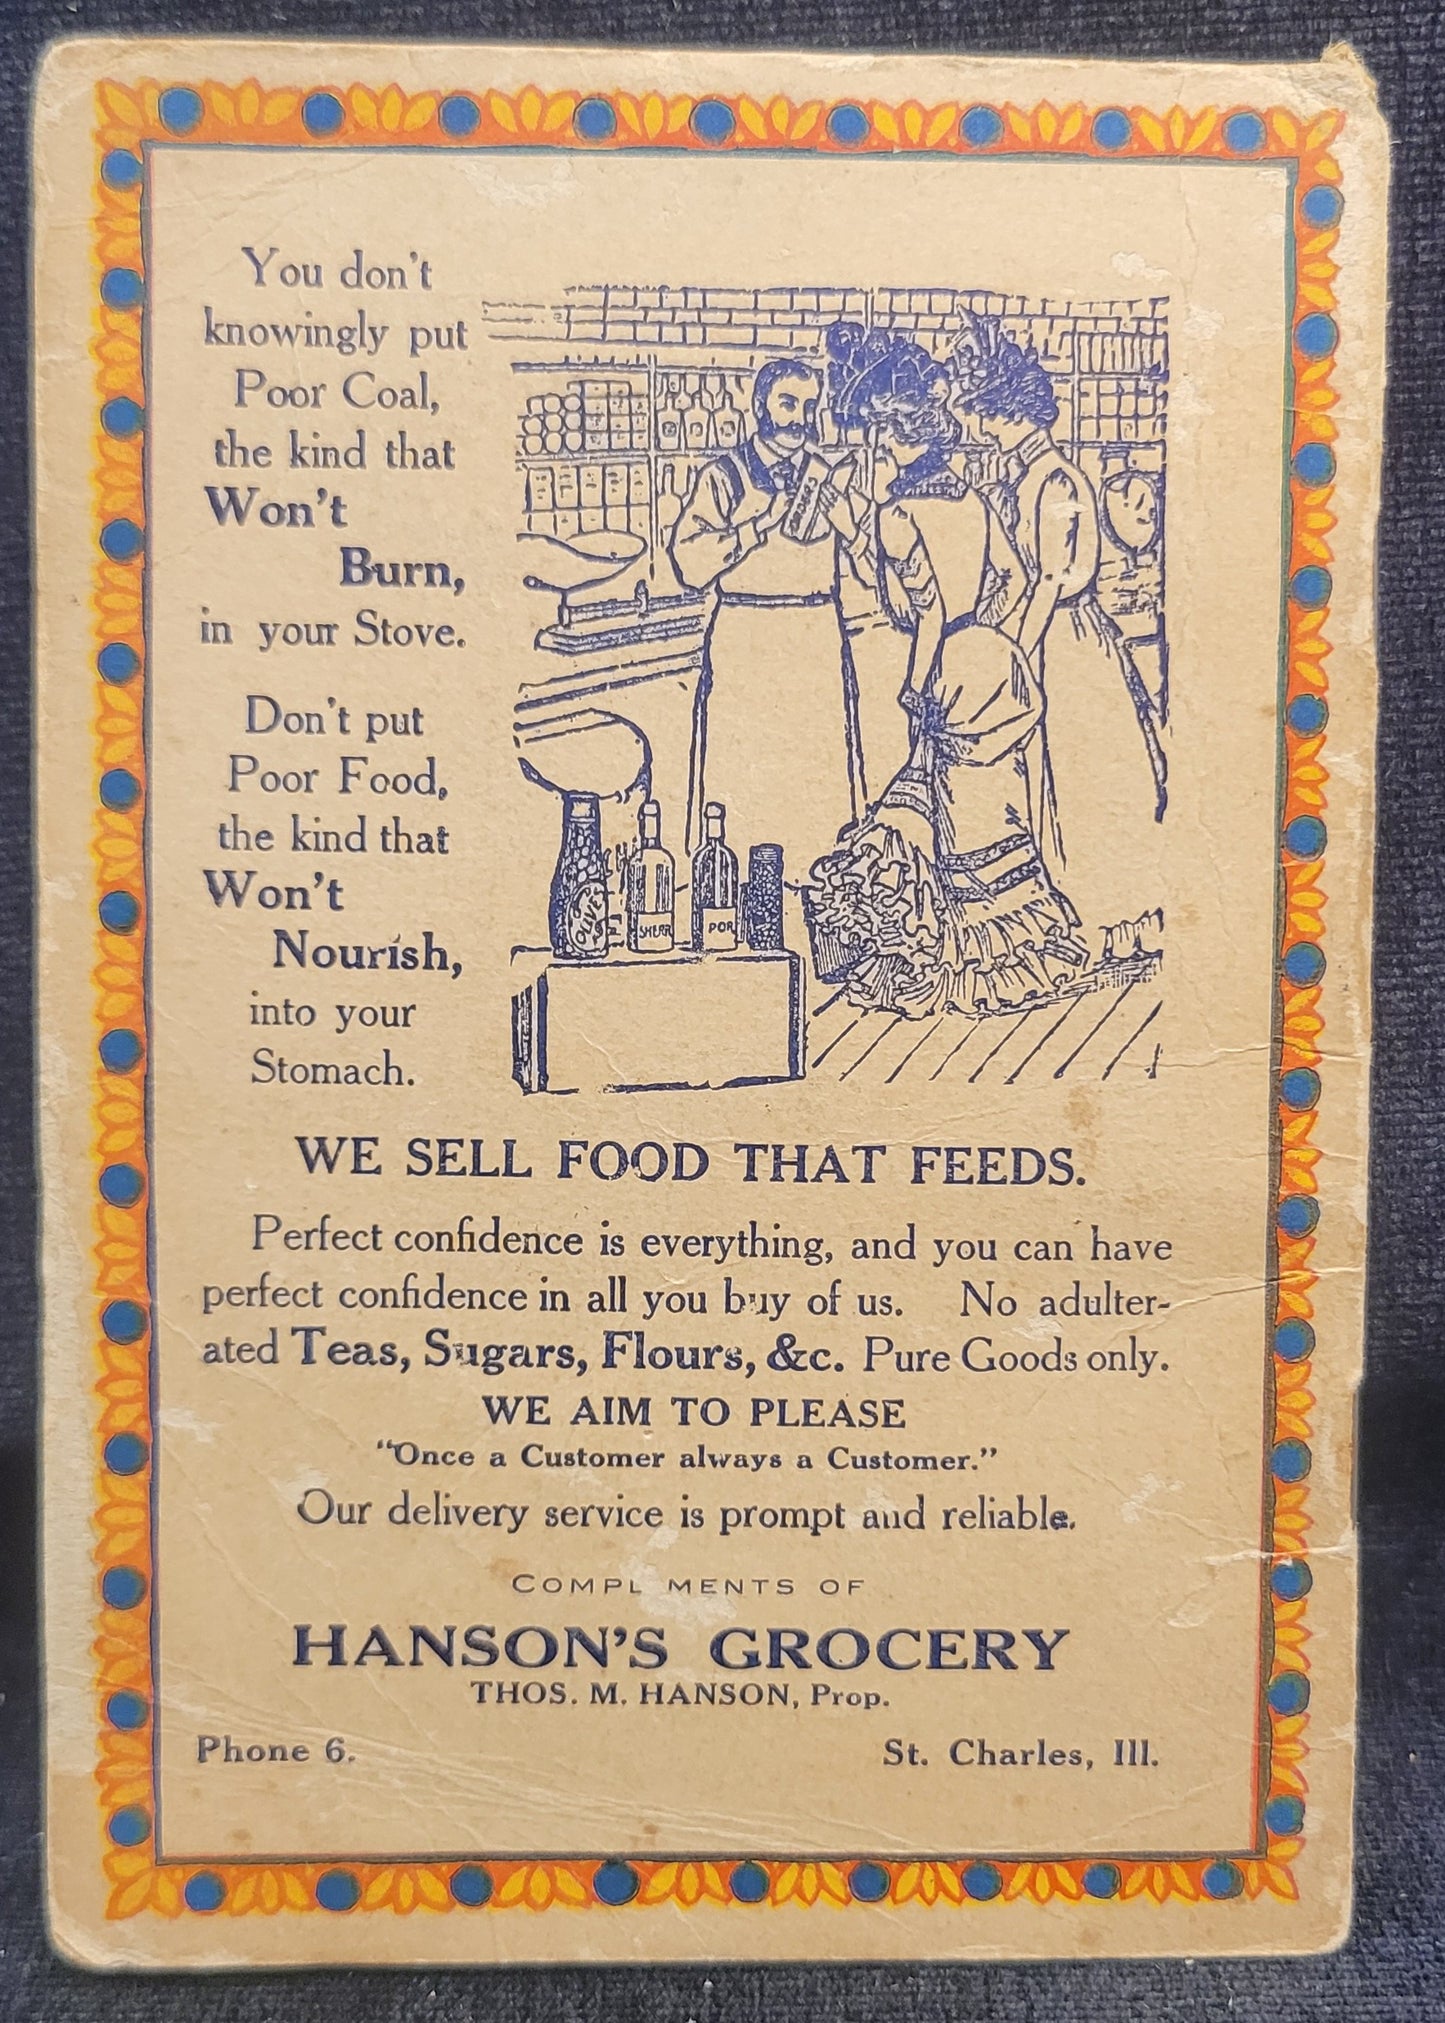 You don't
knowingly put
Poor Coal,
the kind that
Won't
Burn,
in your Stove.
Don't put
Poor Food,
the kind that
Won't
Nourish,
into your
Stomach.
CEREAL
OLIVES
SHERR
POR
WE SELL FOOD THAT FEEDS.
Perfect confidence is everything, and you can have
perfect confidence in all you buy of us. No adulter-
ated Teas, Sugars, Flours, &c. Pure Goods only.
WE AIM TO PLEASE
"Once a Customer always a Customer."
Our delivery service is prompt and reliable.
COMPL MENTS OF
HANSON'S GROCERY
THOS. M. HANSON, Prop.
Phone 6.
St. Charles, Ill.